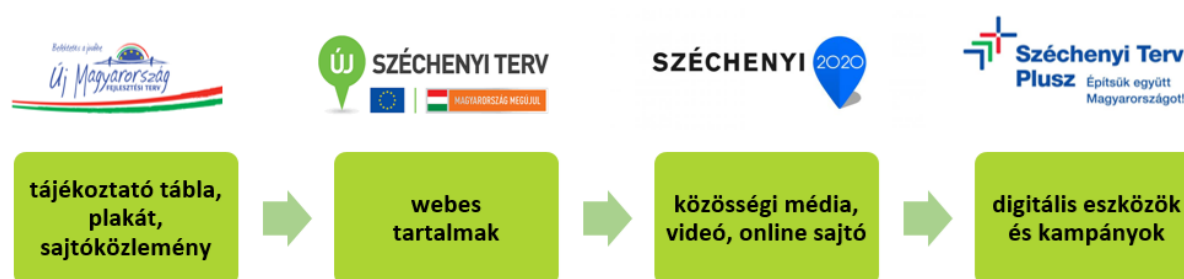 Befektetés a jövőbe
Új Magyarország
FEJLESZTÉSI TERV
ÚJ SZÉCHENYI TERV
MAGYARORSZÁG MEGÚJUL
SZÉCHENYI 2020
Széchenyi Terv
Plusz Építsük együtt
Magyarországot!
tájékoztató tábla,
plakát,
sajtóközlemény
webes
tartalmak
közösségi média,
videó, online sajtó
digitális eszközök
és kampányok